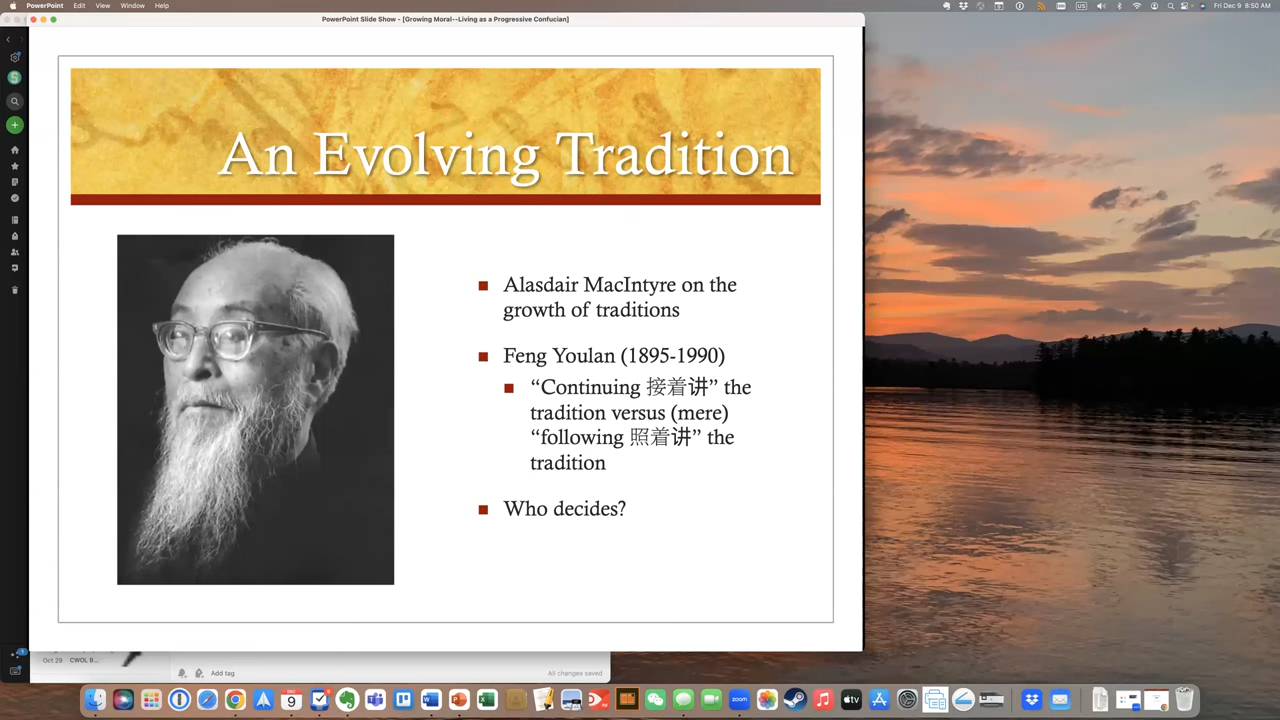 PowerPoint Edit View Window Help
Fri Dec 9 8:50 AM
PowerPoint Slide Show - [Growing Moral--Living as a Progressive Confucian]
An Evolving Tradition
Alasdair MacIntyre on the
growth of traditions
Feng Youlan (1895-1990)
“Continuing 接着讲” the
tradition versus (mere)
“following 照着讲” the
tradition
Who decides?
Oct 29 CWOL B...
Add tag
All changes saved